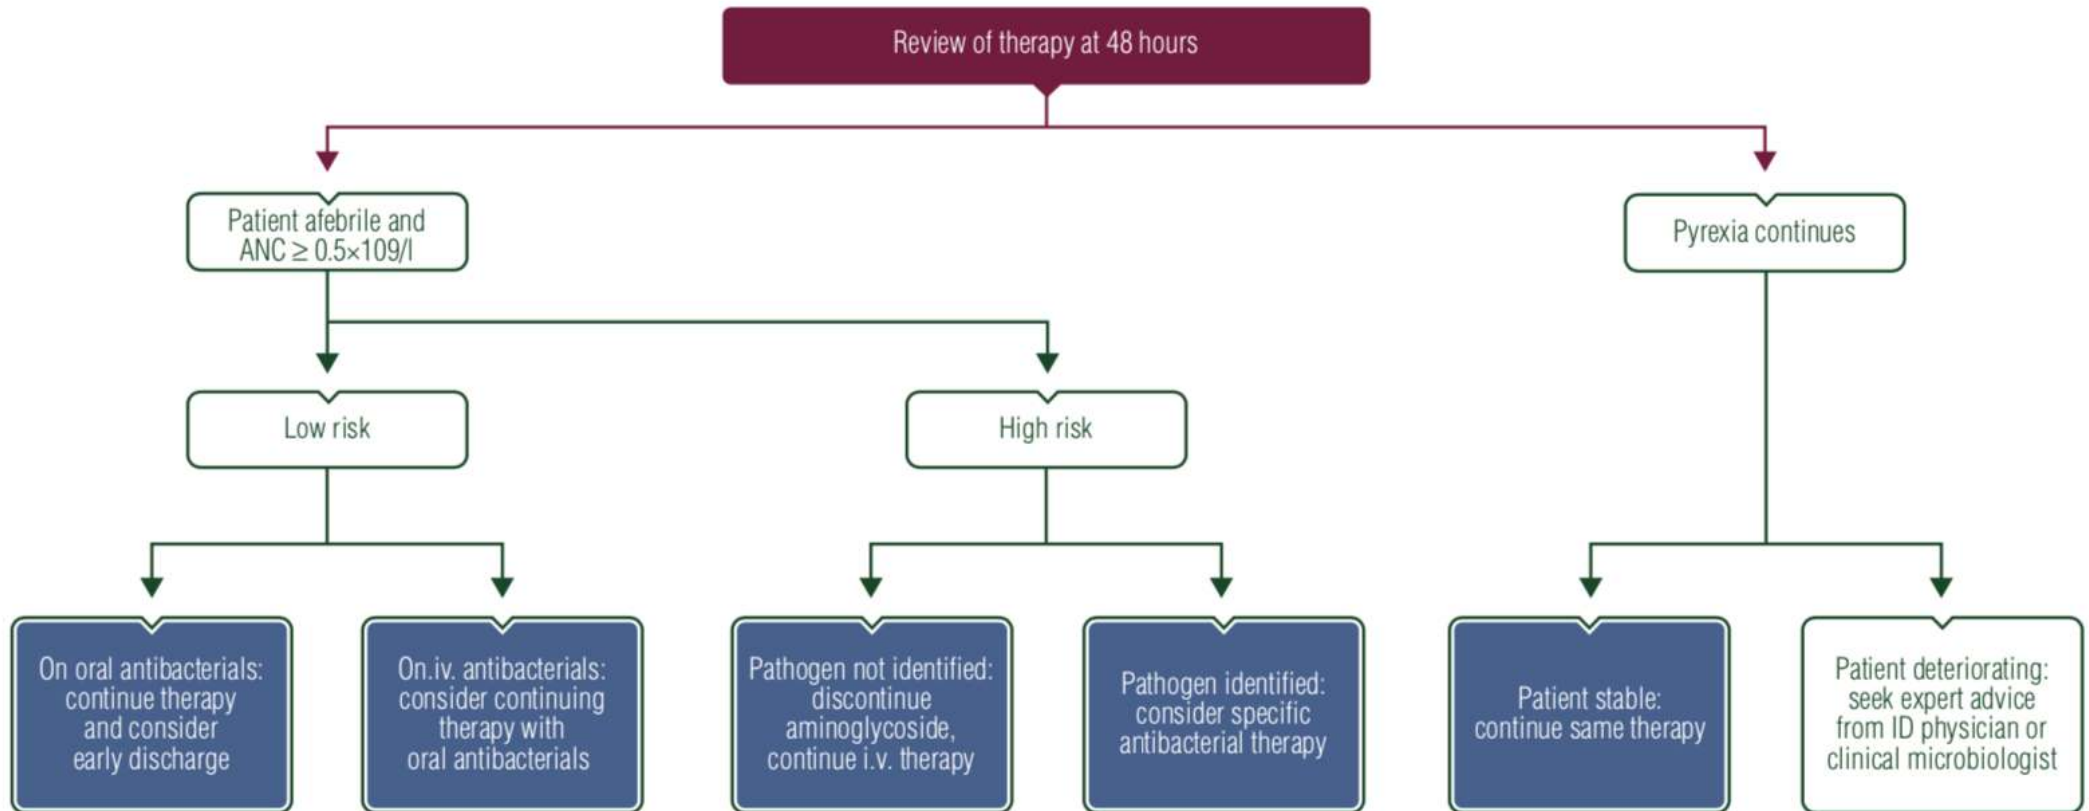 Review of therapy at 48 hours
Patient afebrile and
ANC ≥ 0.5×109/l
Pyrexia continues
Low risk
High risk
On oral antibacterials:
continue therapy
and consider
early discharge
On.iv. antibacterials:
consider continuing
therapy with
oral antibacterials
Pathogen not identified:
discontinue
aminoglycoside,
continue i.v. therapy
Pathogen identified:
consider specific
antibacterial therapy
Patient stable:
continue same therapy
Patient deteriorating:
seek expert advice
from ID physician or
clinical microbiologist